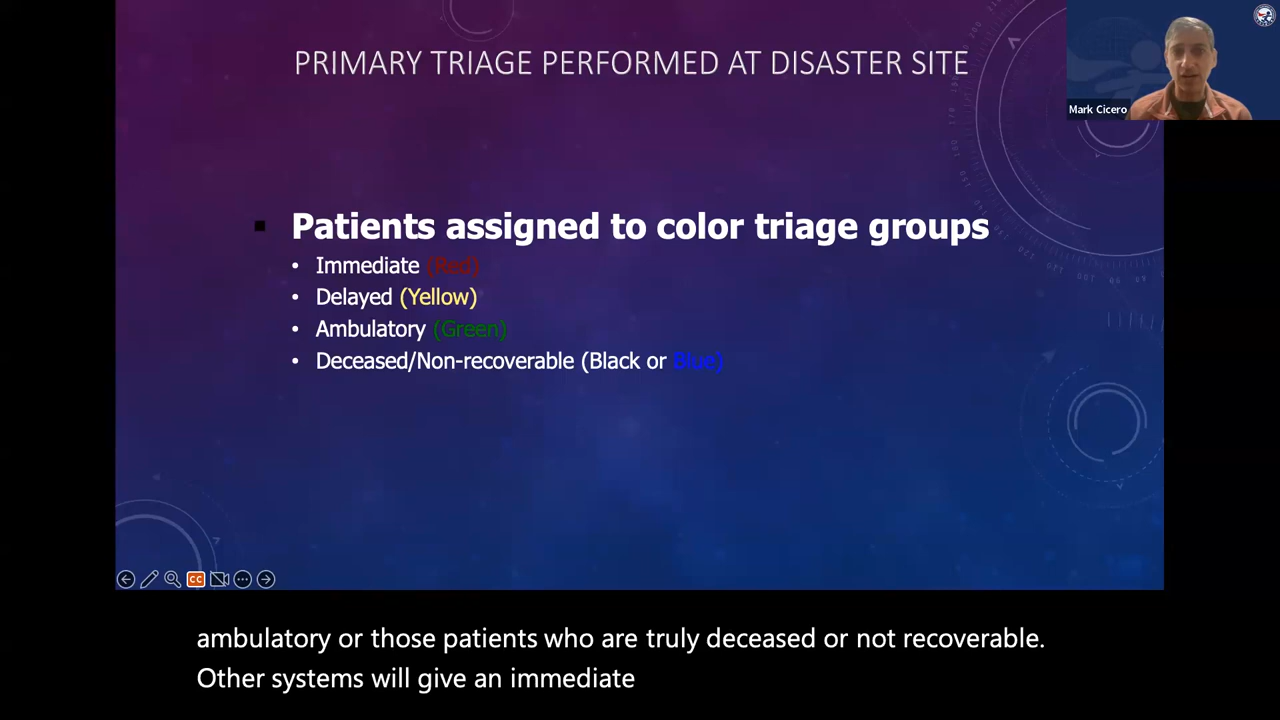 PRIMARY TRIAGE PERFORMED AT DISASTER SITE
Mark Cicero
Patients assigned to color triage groups
Immediate (Red)
Delayed (Yellow)
Ambulatory (Green)
Deceased/Non-recoverable (Black or Blue)
CC
ambulatory or those patients who are truly deceased or not recoverable.
Other systems will give an immediate